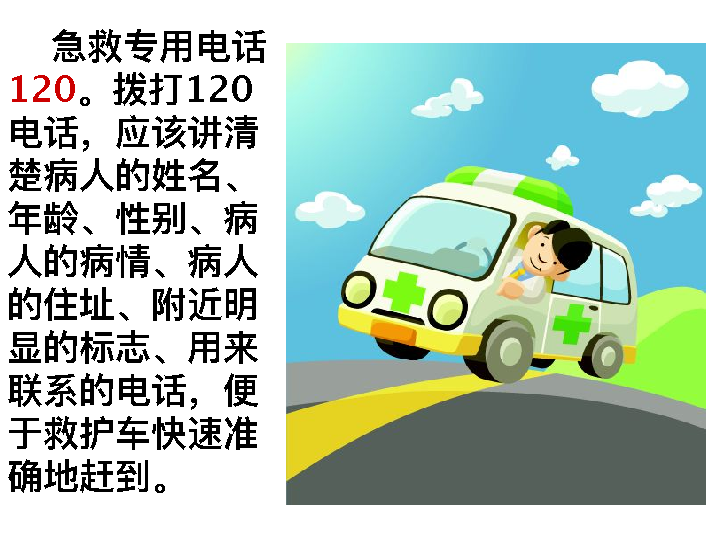 急救专用电话
120。拨打120
电话，应该讲清
楚病人的姓名、
年龄、性别、病
人的病情、病人
的住址、附近明
显的标志、用来
联系的电话，便
于救护车快速准
确地赶到。